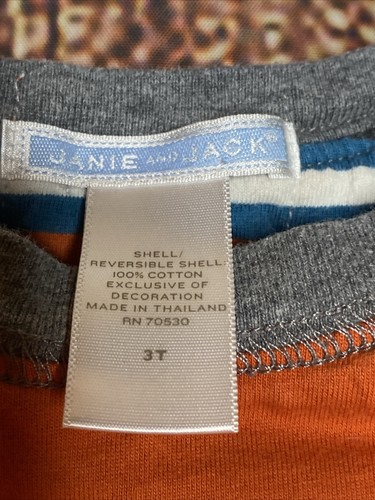 JANIE AND JACK®
SHELL/
REVERSIBLE SHELL:
100% COTTON
EXCLUSIVE OF
DECORATION
MADE IN THAILAND
RN 70530
3T